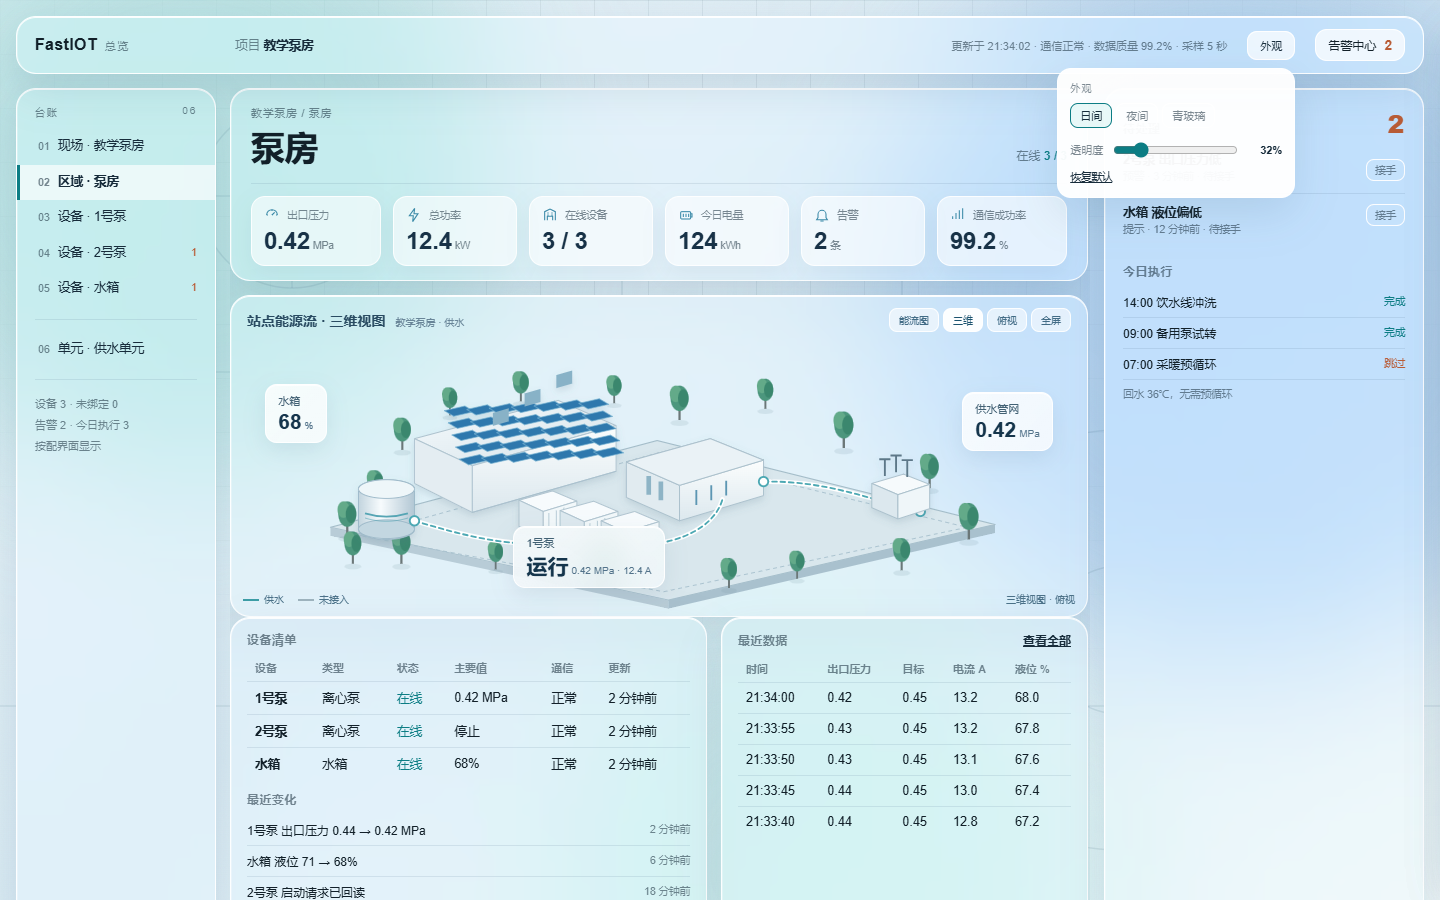 FastIOT 总览
项目 教学泵房
更新于 21:34:02 · 通信正常 · 数据质量 99.2% · 采样 5 秒
外观
告警中心 2
外观
日间 夜间 青玻璃
透明度 32%
恢复默认
台账 06
01 现场 · 教学泵房
02 区域 · 泵房
03 设备 · 1号泵
04 设备 · 2号泵 1
05 设备 · 水箱 1
06 单元 · 供水单元
设备 3 · 未绑定 0
告警 2 · 今日执行 3
按配界面显示
教学泵房 / 泵房
泵房
在线 3 /
出口压力
0.42 MPa
总功率
12.4 kW
在线设备
3 / 3
今日电量
124 kWh
告警
2 条
通信成功率
99.2 %
站点能源流 · 三维视图 教学泵房 · 供水
能流图 三维 俯视 全屏
水箱
68 %
供水管网
0.42 MPa
1号泵
运行 0.42 MPa · 12.4 A
供水 未接入
三维视图 · 俯视
设备清单
设备 类型 状态 主要值 通信 更新
1号泵 离心泵 在线 0.42 MPa 正常 2 分钟前
2号泵 离心泵 在线 停止 正常 2 分钟前
水箱 水箱 在线 68% 正常 2 分钟前
最近变化
1号泵 出口压力 0.44 → 0.42 MPa 2 分钟前
水箱 液位 71 → 68% 6 分钟前
2号泵 启动请求已回读 18 分钟前
最近数据 查看全部
时间 出口压力 目标 电流 A 液位 %
21:34:00 0.42 0.45 13.2 68.0
21:33:55 0.43 0.45 13.2 67.8
21:33:50 0.43 0.45 13.1 67.6
21:33:45 0.44 0.45 13.0 67.4
21:33:40 0.44 0.45 12.8 67.2
2
接手
水箱 液位偏低
提示 · 12 分钟前 · 待接手
接手
今日执行
14:00 饮水线冲洗 完成
09:00 备用泵试转 完成
07:00 采暖预循环 跳过
回水 36℃，无需预循环